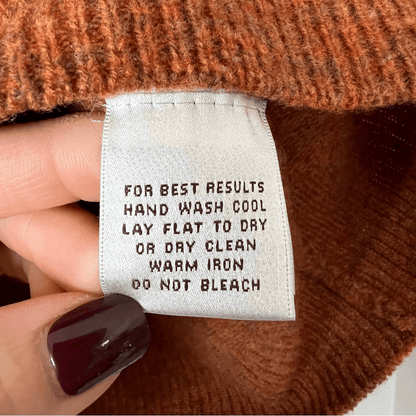 FOR BEST RESULTS
HAND WASH COOL
LAY FLAT TO DRY
OR DRY CLEAN
WARM IRON
DO NOT BLEACH